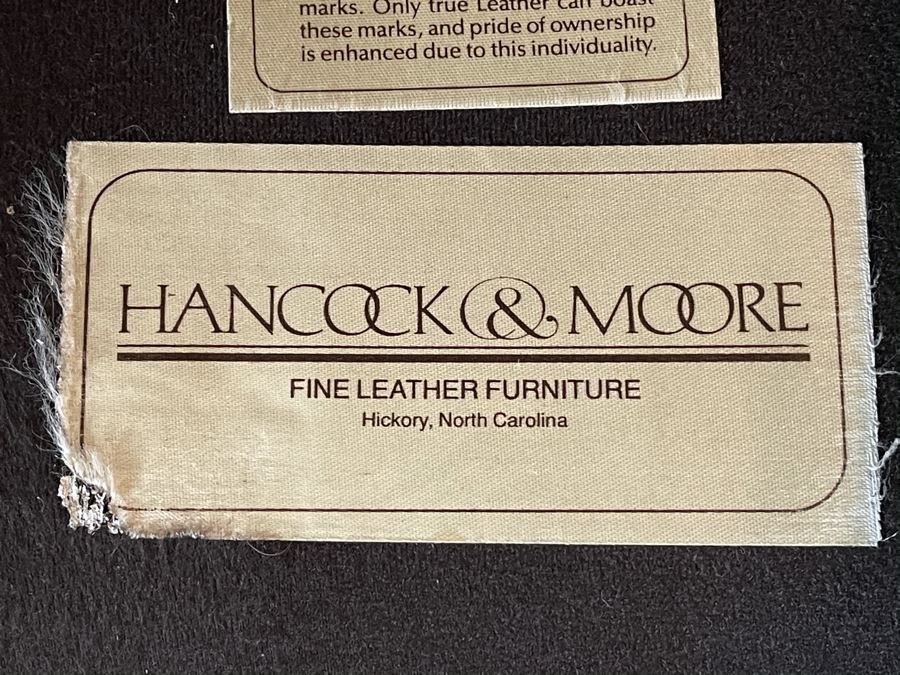 marks. Only true Leather can boast
these marks, and pride of ownership
is enhanced due to this individuality.
HANCOCK & MOORE
FINE LEATHER FURNITURE
Hickory, North Carolina